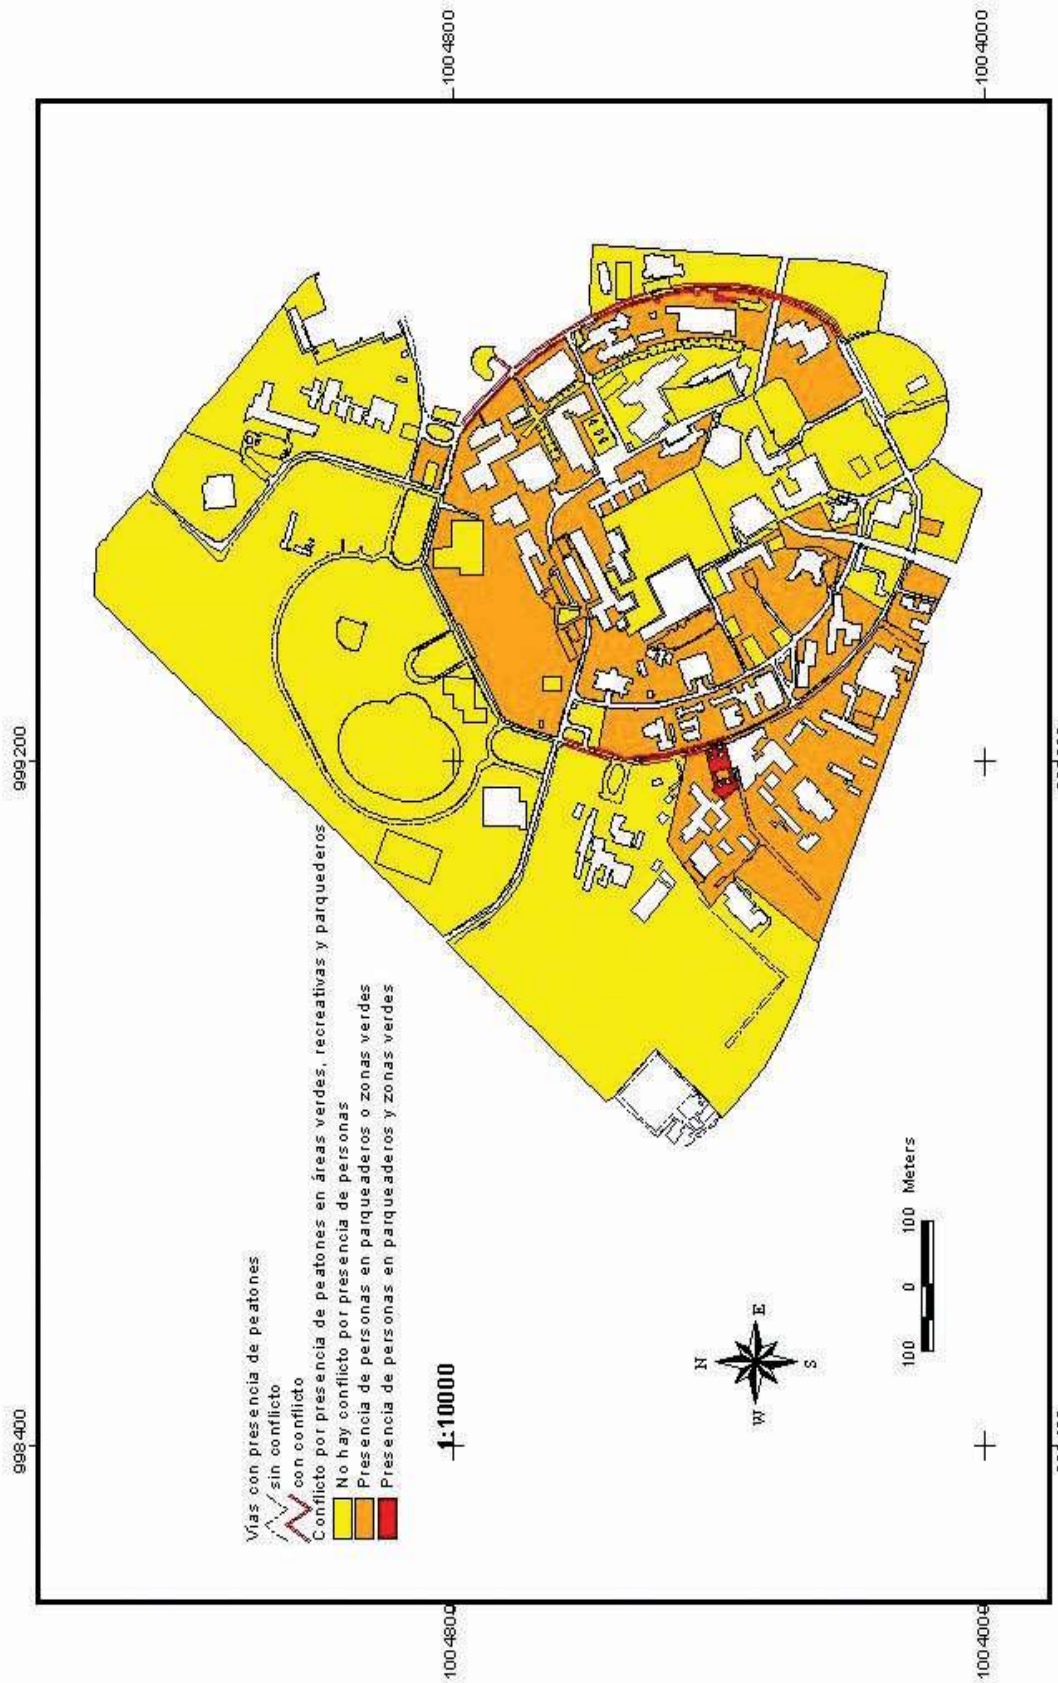 999200
998400
1004800
1004000
Vias con presencia de peatones
sin conflicto
con conflicto
Conflicto por presencia de peatones en áreas verdes, recreativas y parquederos
No hay conflicto por presencia de personas
Presencia de personas en parqueaderos o zonas verdes
Presencia de personas en parqueaderos y zonas verdes
1:10000
N
W
E
S
100 0 100 Meters
1004800
1004000